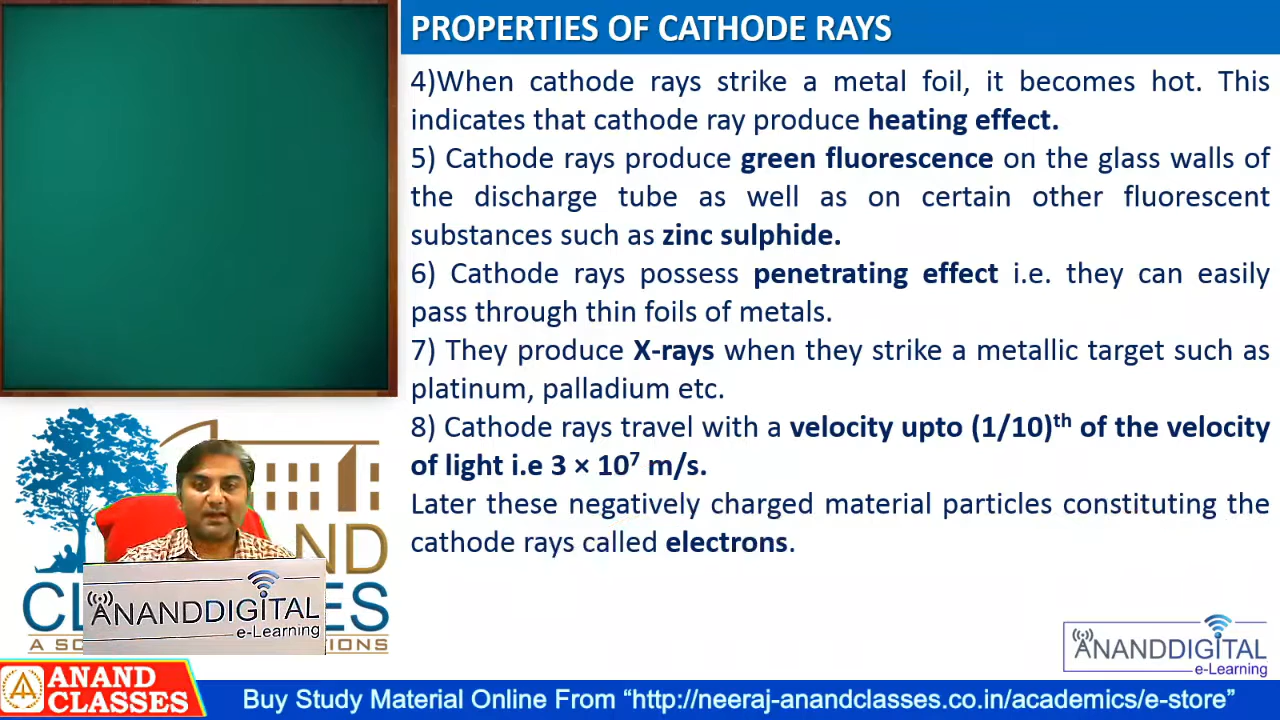 PROPERTIES OF CATHODE RAYS
4)When cathode rays strike a metal foil, it becomes hot. This
indicates that cathode ray produce heating effect.
5) Cathode rays produce green fluorescence on the glass walls of
the discharge tube as well as on certain other fluorescent
substances such as zinc sulphide.
6) Cathode rays possess penetrating effect i.e. they can easily
pass through thin foils of metals.
7) They produce X-rays when they strike a metallic target such as
platinum, palladium etc.
8) Cathode rays travel with a velocity upto (1/10)th of the velocity
of light i.e 3 × 10⁷ m/s.
Later these negatively charged material particles constituting the
cathode rays called electrons.
ANANDDIGITAL
e-Learning
ANANDDIGITAL
e-Learning
ANAND
CLASSES
Buy Study Material Online From “http://neeraj-anandclasses.co.in/academics/e-store”